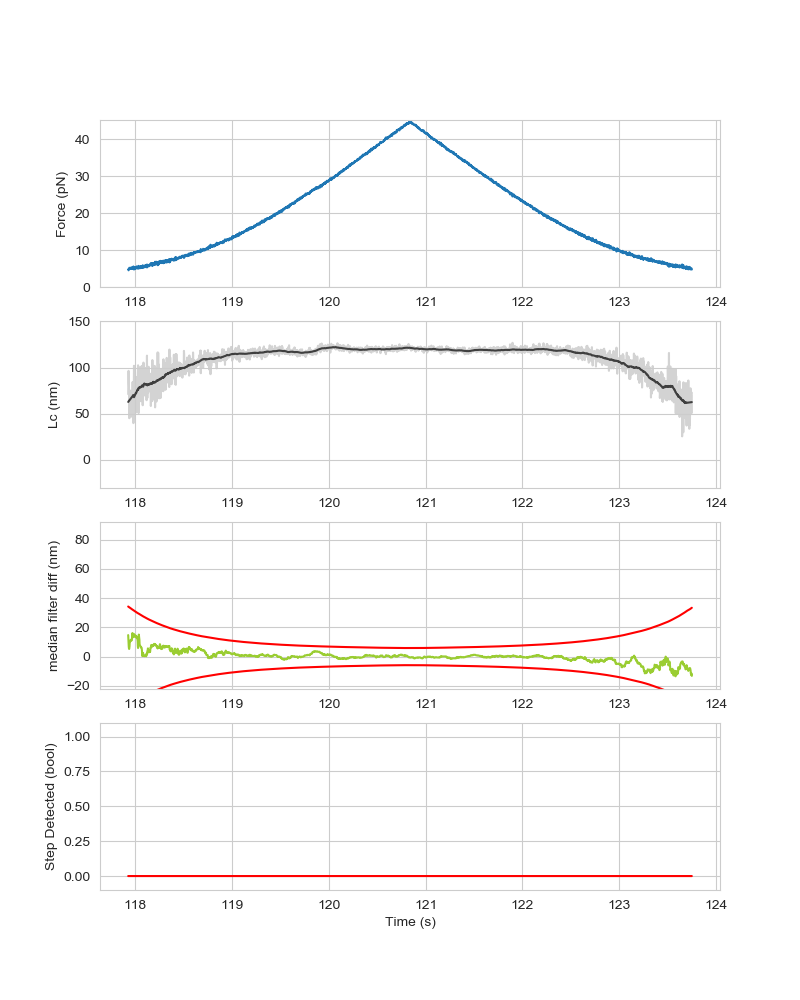 Force (pN)
40
30
20
10
0
118 119 120 121 122 123 124
Lc (nm)
150
100
50
0
118 119 120 121 122 123 124
median filter diff (nm)
80
60
40
20
0
−20
118 119 120 121 122 123 124
Step Detected (bool)
1.00
0.75
0.50
0.25
0.00
118 119 120 121 122 123 124
Time (s)